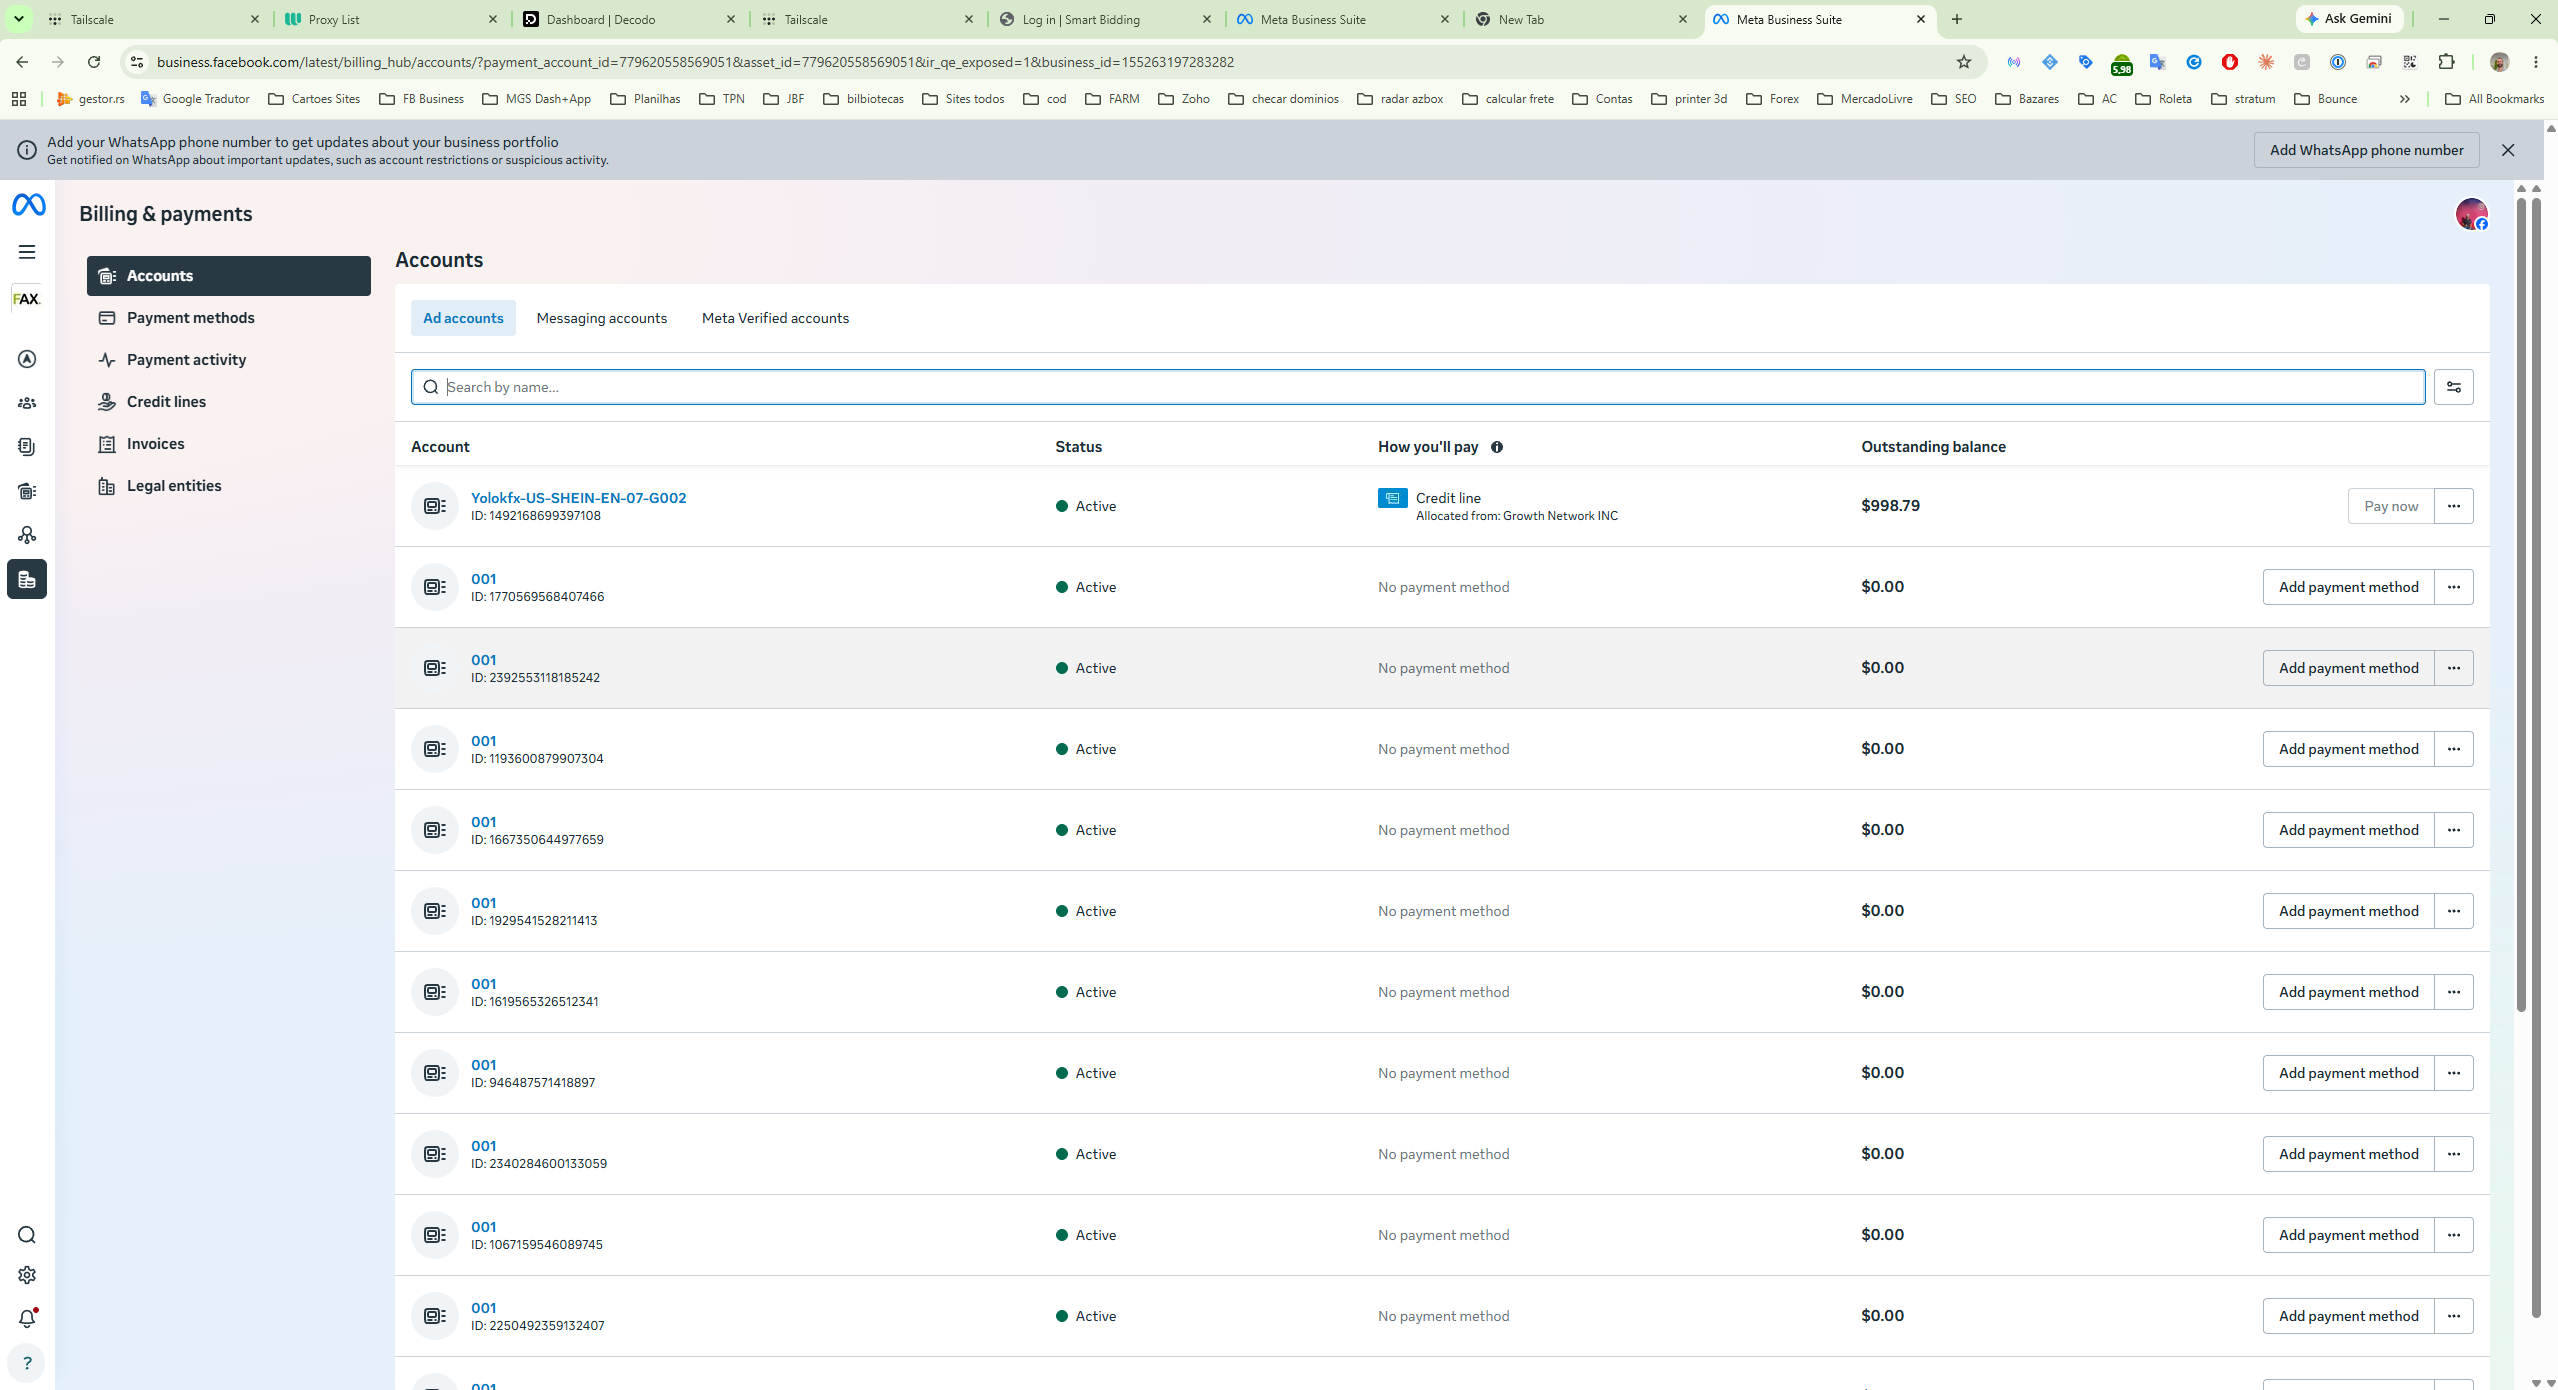 Tailscale
Proxy List
Dashboard | Decodo
Tailscale
Log in | Smart Bidding
Meta Business Suite
New Tab
Meta Business Suite
Ask Gemini
business.facebook.com/latest/billing_hub/accounts/?payment_account_id=779620558569051&asset_id=779620558569051&ir_qe_exposed=1&business_id=155263197283282
5,98
gestor.rs
Google Tradutor
Cartoes Sites
FB Business
MGS Dash+App
Planilhas
TPN
JBF
bilbiotecas
Sites todos
cod
FARM
Zoho
checar dominios
radar azbox
calcular frete
Contas
printer 3d
Forex
MercadoLivre
SEO
Bazares
AC
Roleta
stratum
Bounce
All Bookmarks
Add your WhatsApp phone number to get updates about your business portfolio
Get notified on WhatsApp about important updates, such as account restrictions or suspicious activity.
Add WhatsApp phone number
Billing & payments
FAX.
Accounts
Payment methods
Payment activity
Credit lines
Invoices
Legal entities
Accounts
Ad accounts
Messaging accounts
Meta Verified accounts
Search by name...
Account Status How you'll pay Outstanding balance
Yolokfx-US-SHEIN-EN-07-G002
ID: 1492168699397108
Active
Credit line
Allocated from: Growth Network INC
$998.79
Pay now
001
ID: 1770569568407466
Active
No payment method
$0.00
Add payment method
001
ID: 2392553118185242
Active
No payment method
$0.00
Add payment method
001
ID: 1193600879907304
Active
No payment method
$0.00
Add payment method
001
ID: 1667350644977659
Active
No payment method
$0.00
Add payment method
001
ID: 1929541528211413
Active
No payment method
$0.00
Add payment method
001
ID: 1619565326512341
Active
No payment method
$0.00
Add payment method
001
ID: 946487571418897
Active
No payment method
$0.00
Add payment method
001
ID: 2340284600133059
Active
No payment method
$0.00
Add payment method
001
ID: 1067159546089745
Active
No payment method
$0.00
Add payment method
001
ID: 2250492359132407
Active
No payment method
$0.00
Add payment method
001
?